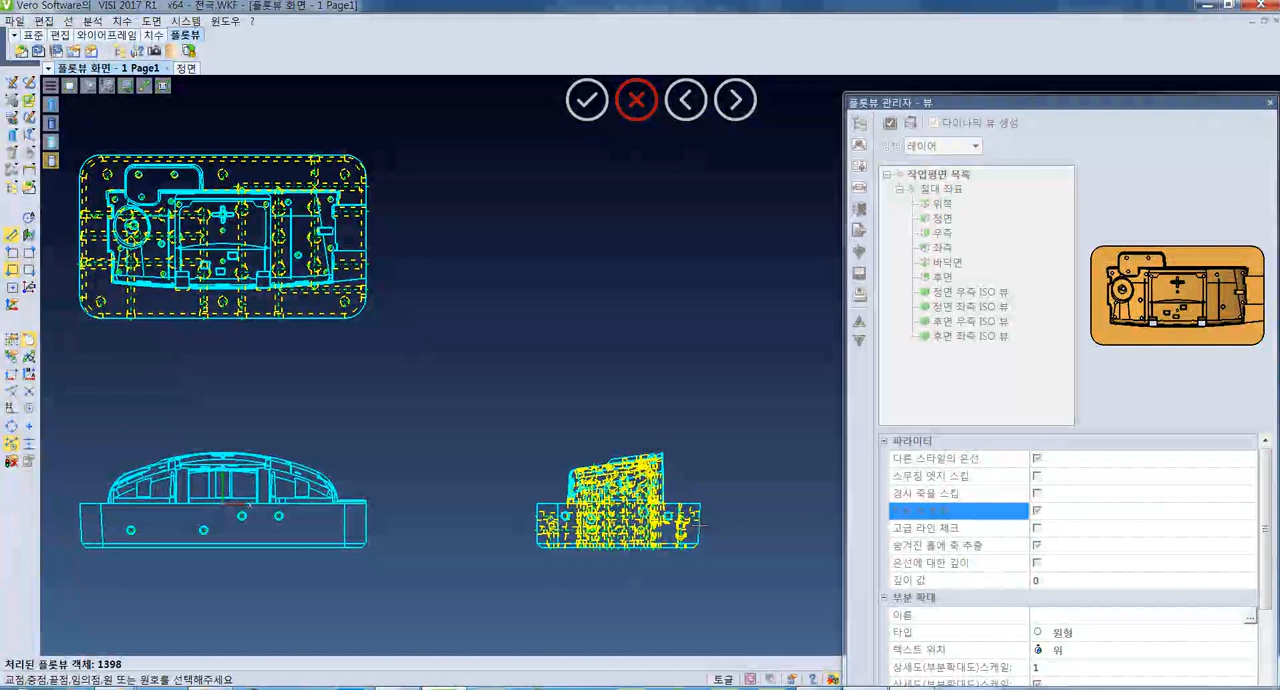 Vero Software의 VISI 2017 R1 x64 - 전극.WKF - [플롯뷰 화면 - 1 Page1]
파일 편집 선 분석 치수 도면 시스템 윈도우 ?
표준 편집 와이어프레임 치수 플롯뷰
플롯뷰 화면 - 1 Page1 정면
플롯뷰 관리자 - 뷰
다이나믹 뷰 생성
레이어
작업평면 목록
절대 좌표
위쪽
정면
우측
좌측
바닥면
후면
정면 우측 ISO 뷰
정면 좌측 ISO 뷰
후면 우측 ISO 뷰
후면 좌측 ISO 뷰
파라미터
다른 스타일의 은선
스무징 엣지 스킵
경사 죽을 스킵
고급 라인 체크
숨겨진 홀에 축 추출
은선에 대한 깊이
깊이 값 0
부분 확대
이름 ...
타입 원형
텍스트 위치 위
상세도(부분확대도)스케일: 1
처리된 플롯뷰 객체: 1398
교점,중점,끝점,임의점,원 또는 원호를 선택해주세요
토글